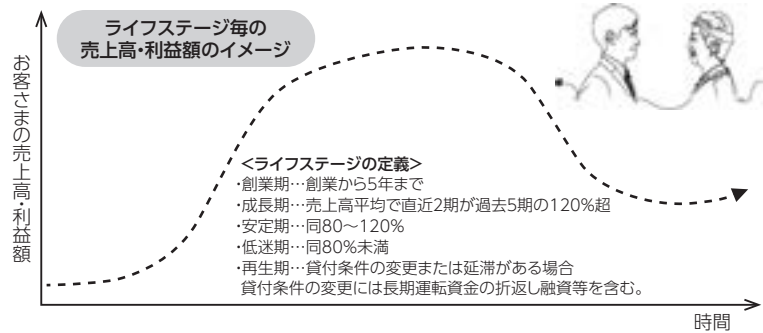 ライフステージ毎の
売上高・利益額のイメージ
お客さまの売上高・利益額
<ライフステージの定義>
・創業期…創業から5年まで
・成長期…売上高平均で直近2期が過去5期の120%超
・安定期…同80～120%
・低迷期…同80%未満
・再生期…貸付条件の変更または延滞がある場合
貸付条件の変更には長期運転資金の折返し融資等を含む。
時間